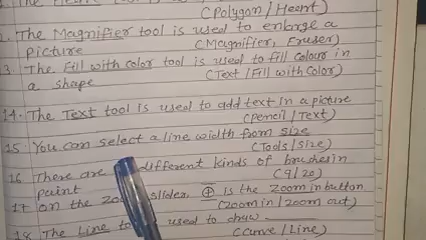 (Polygon / Heart)
2. The Magnifier tool is used to enlarge a
Picture (Magnifier, Eraser)
13. The Fill with color tool is used to fill colour in
a shape (Text / Fill with Color)
14. The Text tool is used to add text in a picture
(pencil / Text)
15. You can select a line width from size
(Tools / size)
16 There are different kinds of brushes in
paint (9 / 20)
17 on the slider, + is the zoom in button
(zoom in / zoom out)
18. The Line used to draw
(Curve / Line)